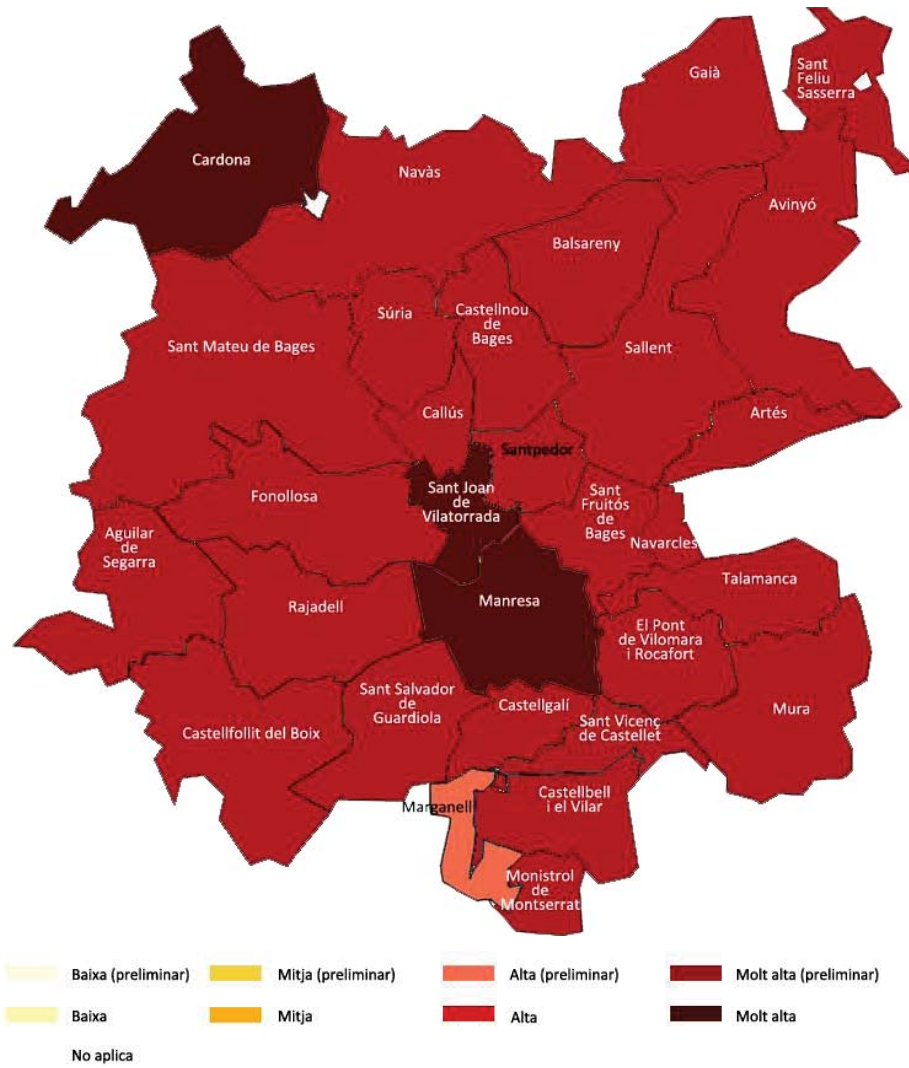 Gaià
Sant
Feliu
Sasserra
Cardona
Navàs
Avinyó
Balsareny
Súria
Castellnou
de
Bages
Sant Mateu de Bages
Sallent
Callús
Artés
Santpedor
Fonollosa
Sant Joan
de
Vilatorrada
Sant
Fruitós
de
Bages
Navarcles
Aguilar
de
Segarra
Talamanca
Rajadell
Manresa
El Pont
de Vilomara
i Rocafort
Sant Salvador
de
Guardiola
Castellgalí
Sant Vicenç
de Castellet
Mura
Castellfollit del Boix
Marganell
Castellbell
i el Vilar
Monistrol
de
Montserrat
Baixa (preliminar) Mitja (preliminar) Alta (preliminar) Molt alta (preliminar)
Baixa Mitja Alta Molt alta
No aplica